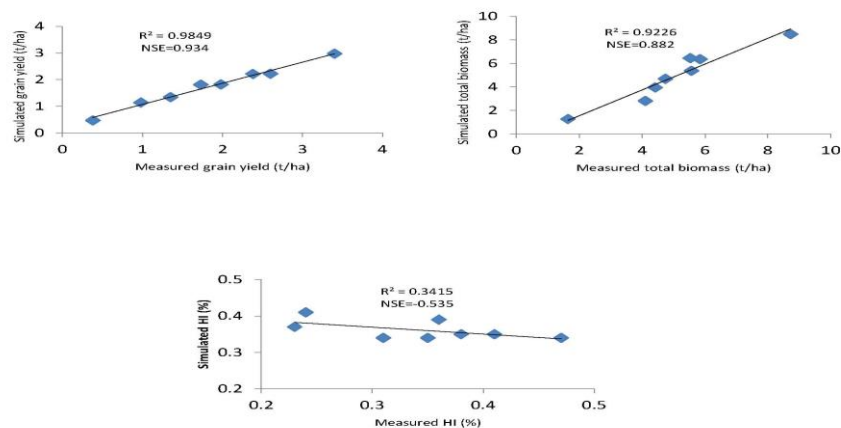 Simulated grain yield (t/ha)
4
3
2
1
0
R² = 0.9849
NSE=0.934
0 1 2 3 4
Measured grain yield (t/ha)
Simulated total biomass (t/ha)
10
8
6
4
2
0
R² = 0.9226
NSE=0.882
0 2 4 6 8 10
Measured total biomass (t/ha)
Simulated HI (%)
0.5
0.4
0.3
0.2
R² = 0.3415
NSE=-0.535
0.2 0.3 0.4 0.5
Measured HI (%)